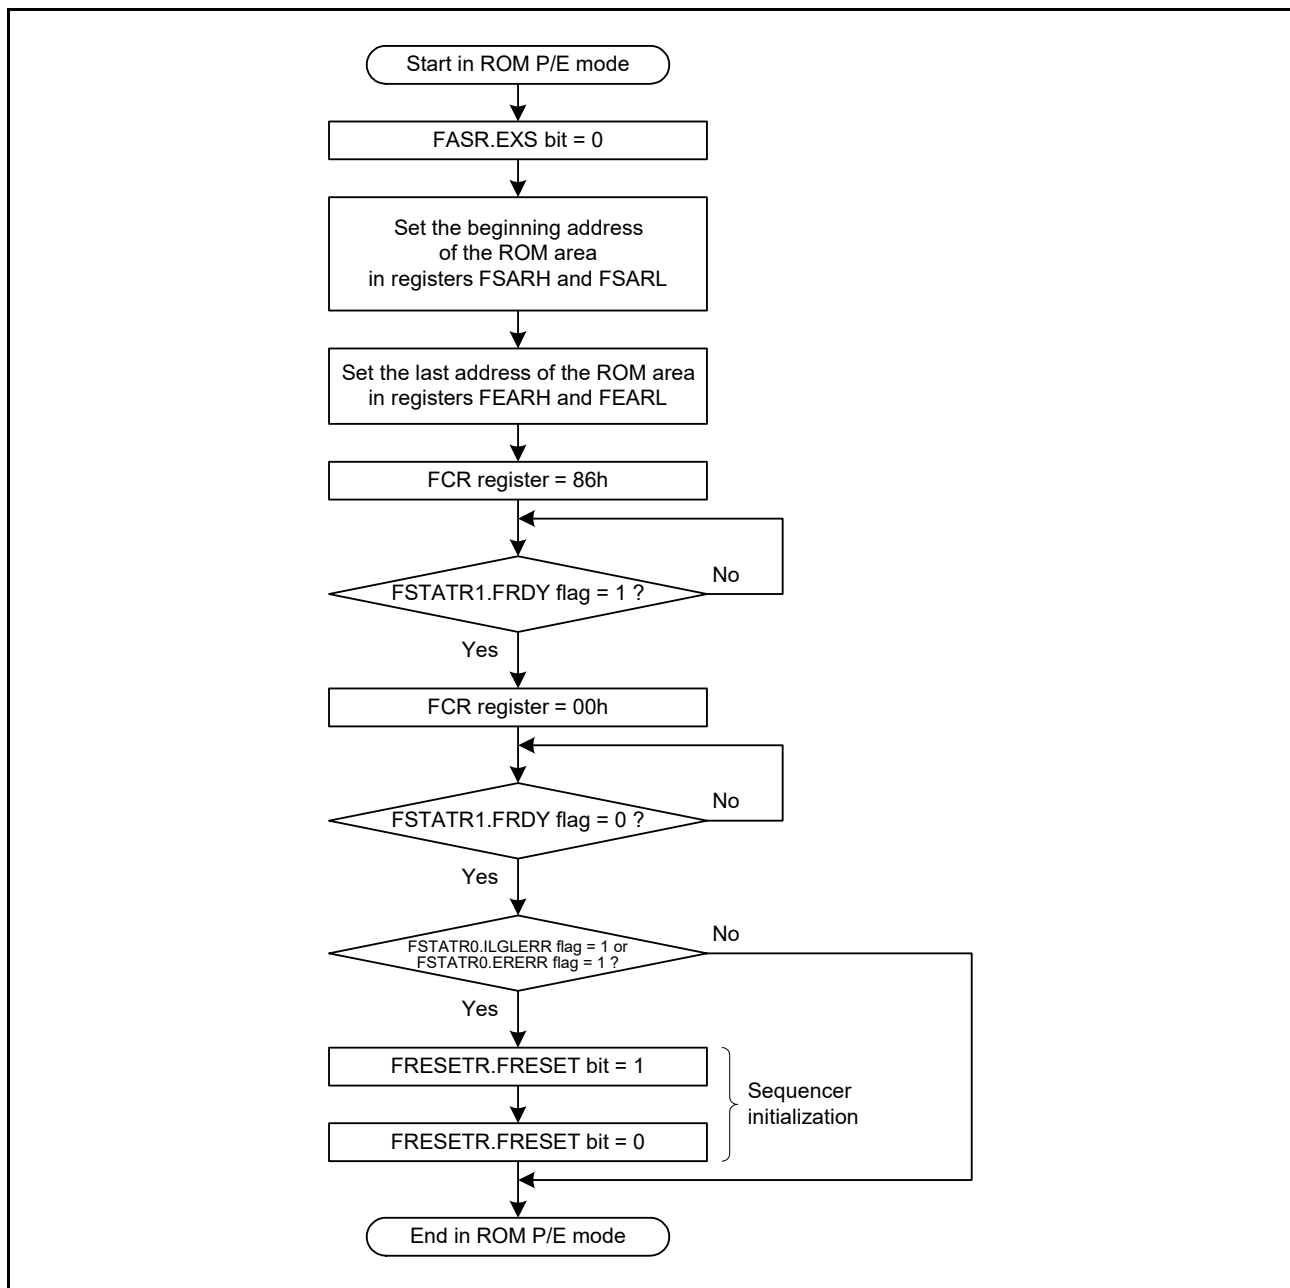 Start in ROM P/E mode
FASR.EXS bit = 0
Set the beginning address
of the ROM area
in registers FSARH and FSARL
Set the last address of the ROM area
in registers FEARH and FEARL
FCR register = 86h
FSTATR1.FRDY flag = 1 ?
No
Yes
FCR register = 00h
FSTATR1.FRDY flag = 0 ?
No
Yes
FSTATR0.ILGLERR flag = 1 or
FSTATR0.ERERR flag = 1 ?
No
Yes
FRESETR.FRESET bit = 1
FRESETR.FRESET bit = 0
Sequencer
initialization
End in ROM P/E mode